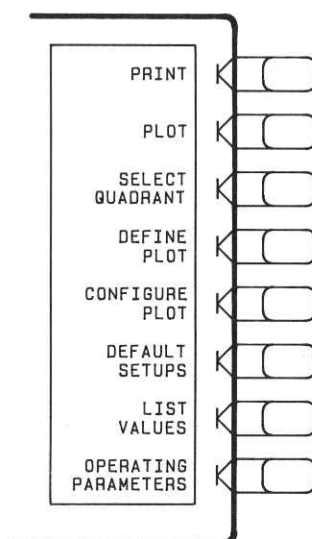 PRINT
PLOT
SELECT
QUADRANT
DEFINE
PLOT
CONFIGURE
PLOT
DEFAULT
SETUPS
LIST
VALUES
OPERATING
PARAMETERS